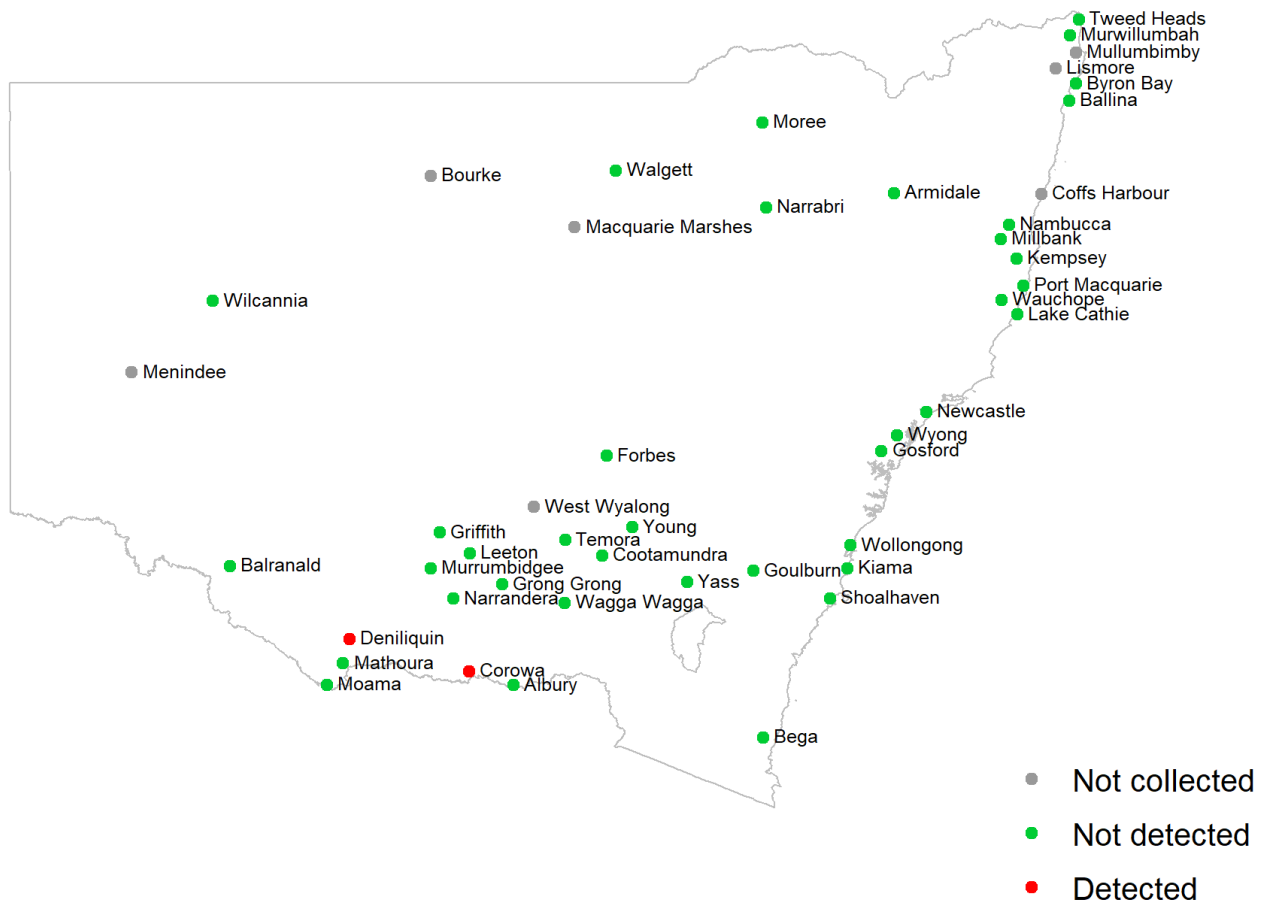 Tweed Heads
Murwillumbah
Mullumbimby
Lismore
Byron Bay
Ballina
Moree
Walgett
Bourke
Armidale
Coffs Harbour
Narrabri
Nambucca
Macquarie Marshes
Millbank
Kempsey
Port Macquarie
Wilcannia
Wauchope
Lake Cathie
Menindee
Newcastle
Wyong
Gosford
Forbes
West Wyalong
Young
Griffith
Temora
Wollongong
Leeton
Cootamundra
Balranald
Murrumbidgee
Goulburn
Kiama
Grong Grong
Yass
Narrandera
Wagga Wagga
Shoalhaven
Deniliquin
Mathoura
Corowa
Moama
Albury
Bega
Not collected
Not detected
Detected